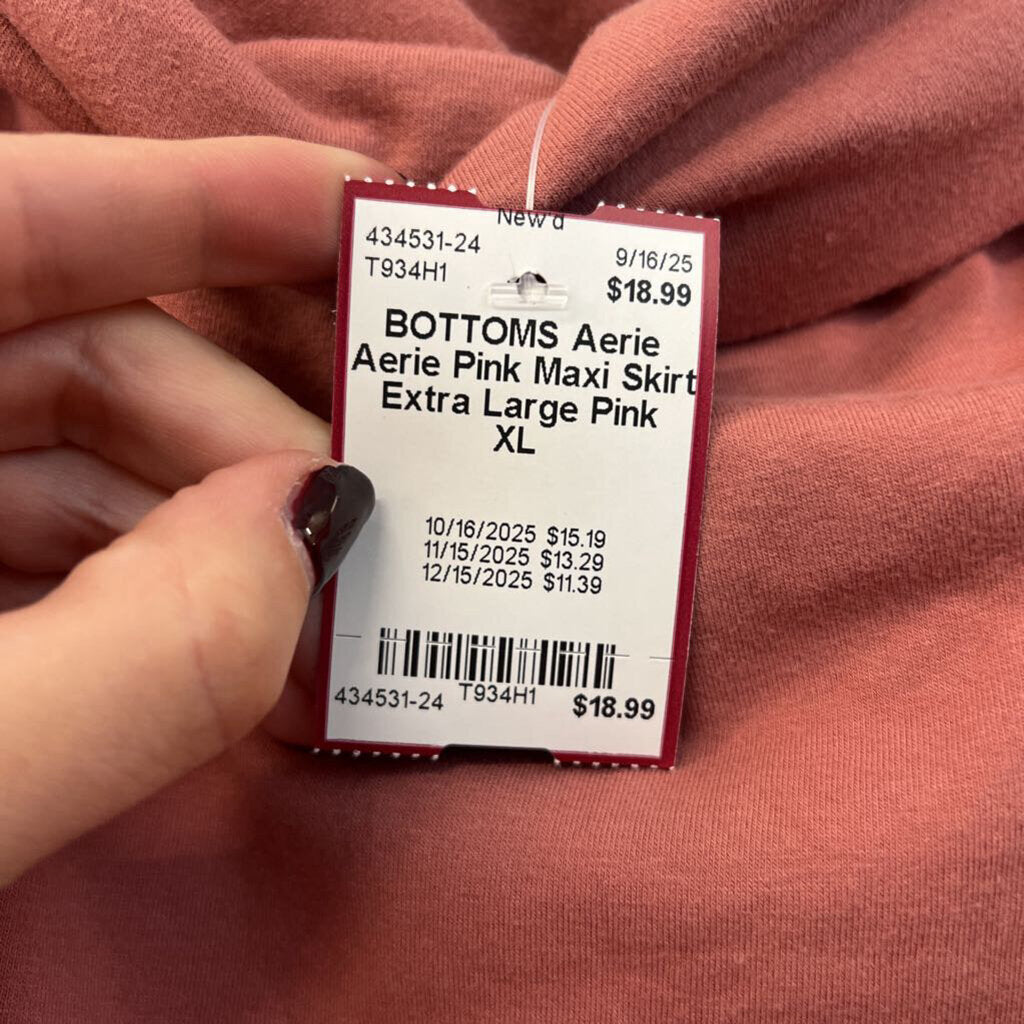 New'd
434531-24
9/16/25
T934H1
$18.99
BOTTOMS Aerie
Aerie Pink Maxi Skirt
Extra Large Pink
XL
10/16/2025 $15.19
11/15/2025 $13.29
12/15/2025 $11.39
434531-24 T934H1 $18.99